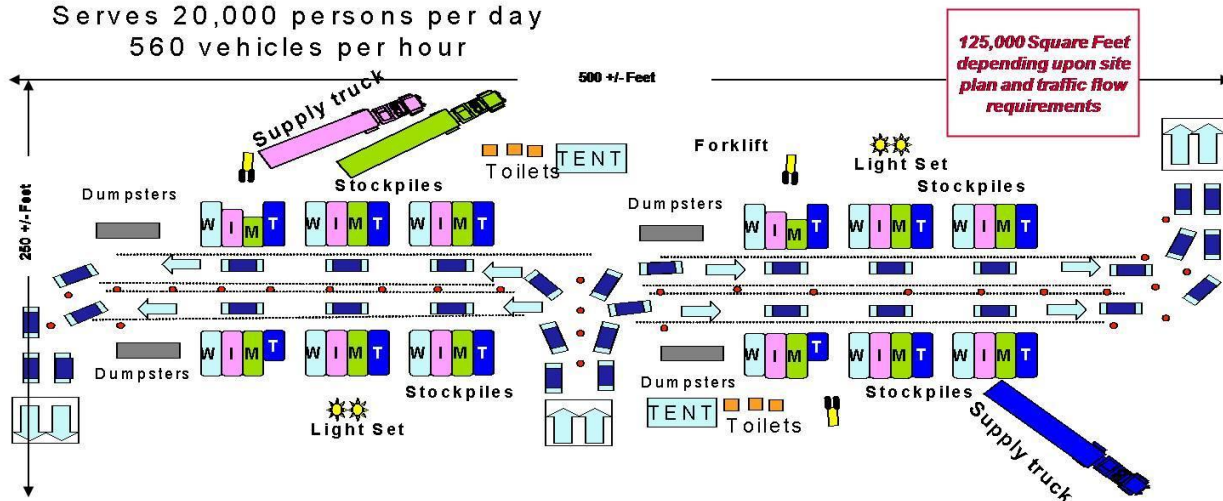 Serves 20,000 persons per day
560 vehicles per hour
125,000 Square Feet
depending upon site
plan and traffic flow
requirements
500 +/- Feet
250 +/- Feet
Supply truck
Toilets
TENT
Forklift
Light Set
Dumpsters
Stockpiles
Dumpsters
Stockpiles
W I M T
W I M T
W I M T
W I M T
W I M T
W I M T
W I M T
W I M T
W I M T
W I M T
W I M T
W I M T
Dumpsters
Stockpiles
Light Set
Dumpsters
Stockpiles
TENT
Toilets
Supply truck